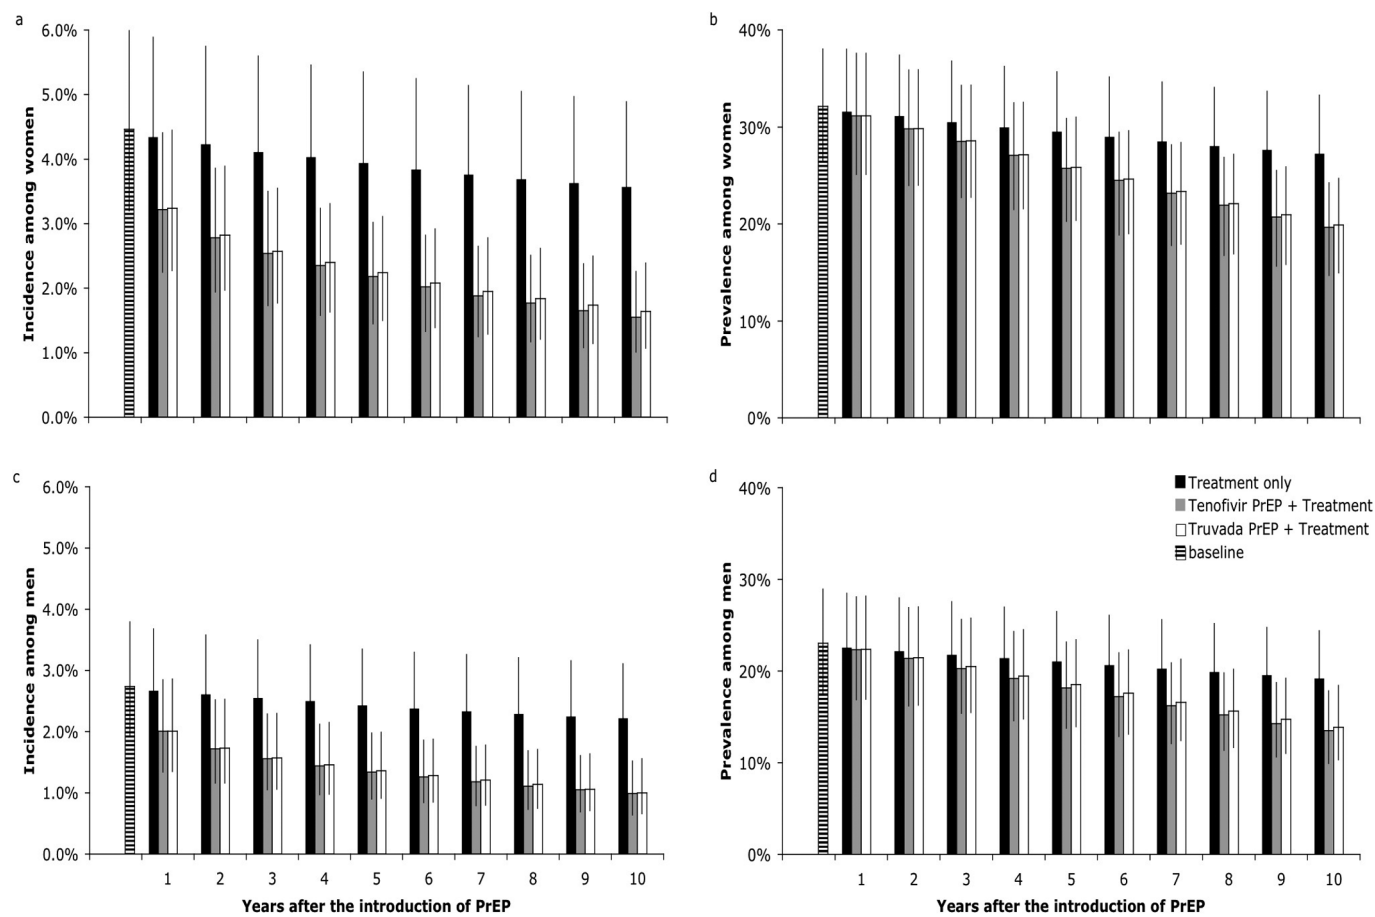 a
6.0%
5.0%
4.0%
3.0%
2.0%
1.0%
0.0%
Incidence among women
b
40%
30%
20%
10%
0%
Prevalence among women
c
6.0%
5.0%
4.0%
3.0%
2.0%
1.0%
0.0%
Incidence among men
1 2 3 4 5 6 7 8 9 10
Years after the introduction of PrEP
d
40%
30%
20%
10%
0%
Prevalence among men
Treatment only
Tenofivir PrEP + Treatment
Truvada PrEP + Treatment
baseline
1 2 3 4 5 6 7 8 9 10
Years after the introduction of PrEP